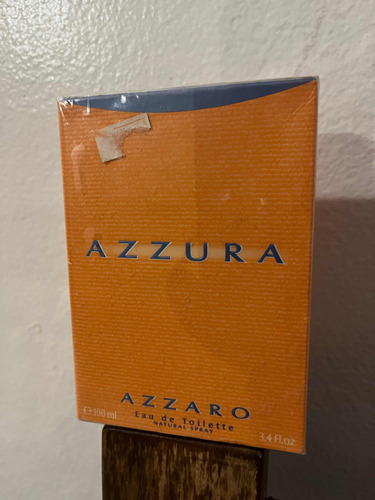 AZZURA
AZZARO
Eau de Toilette
NATURAL SPRAY
℮ 100 ml
3.4 fl.oz